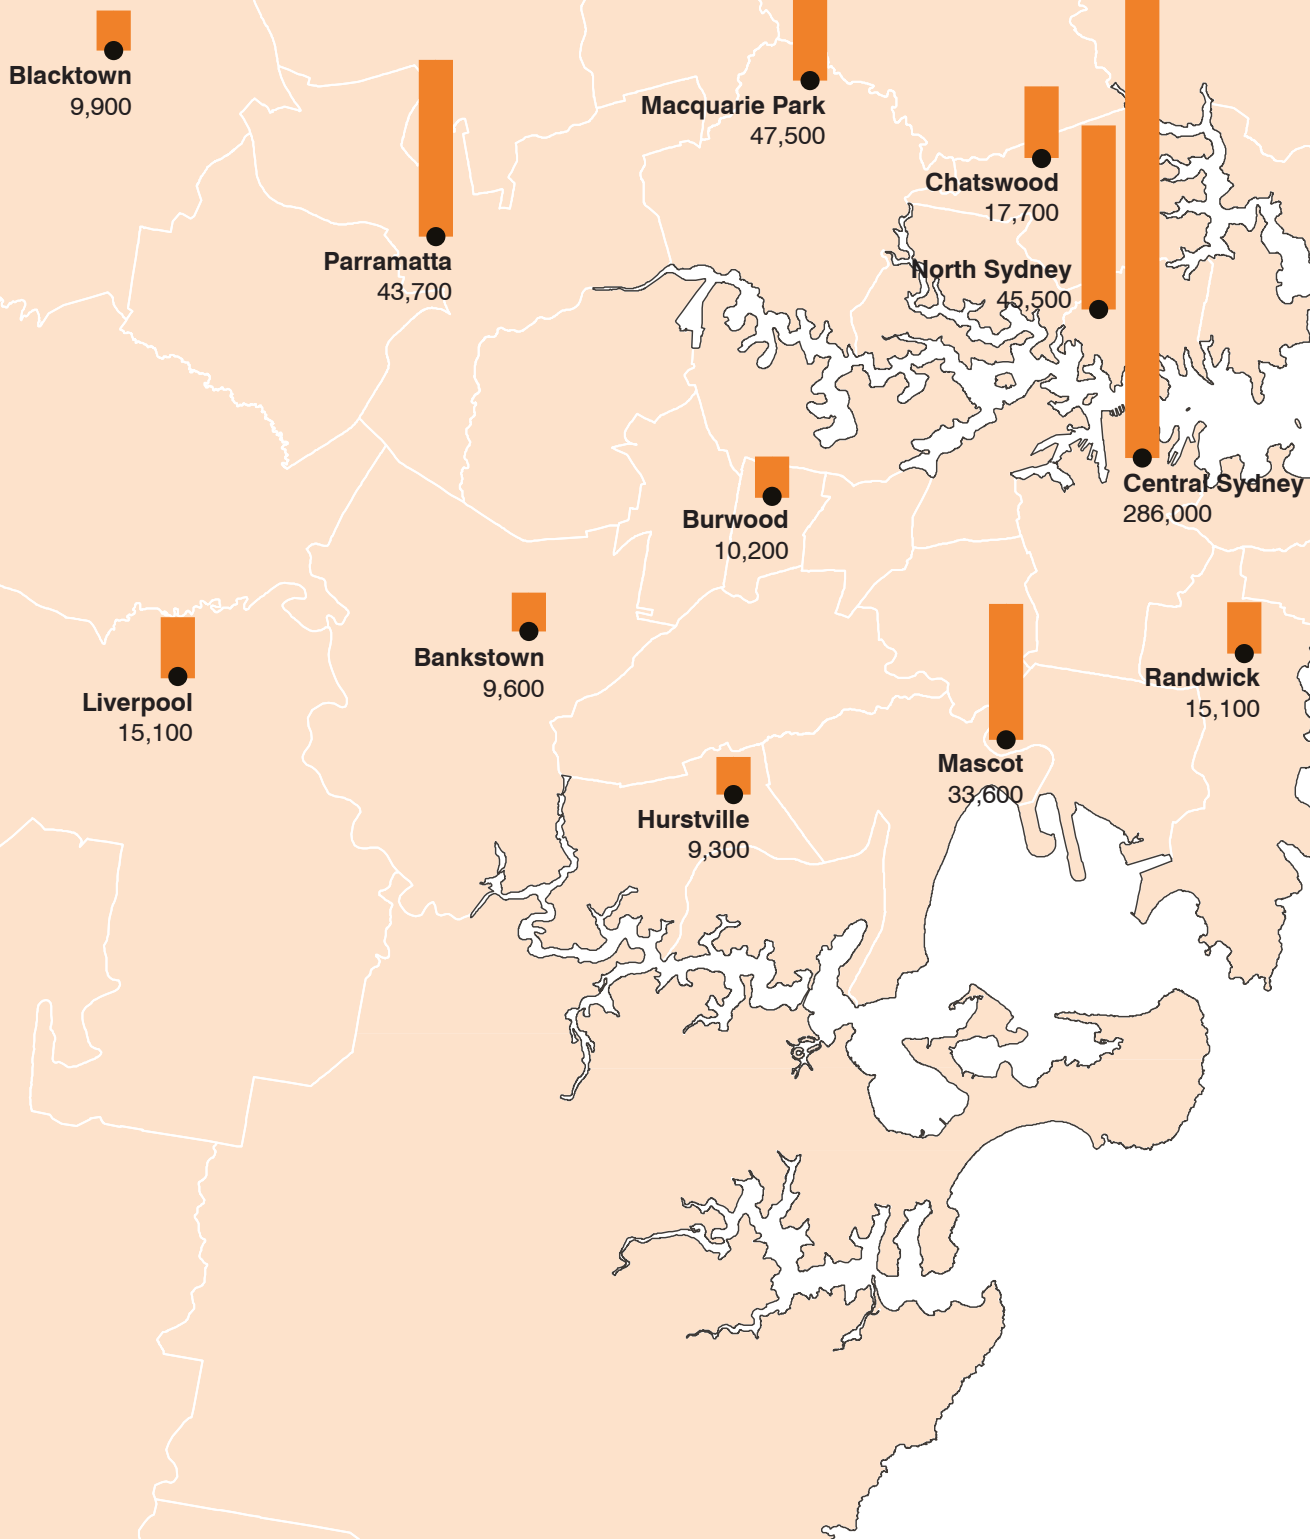 Blacktown
9,900
Macquarie Park
47,500
Chatswood
17,700
Parramatta
43,700
North Sydney
45,500
Central Sydney
286,000
Burwood
10,200
Bankstown
9,600
Liverpool
15,100
Randwick
15,100
Mascot
33,600
Hurstville
9,300